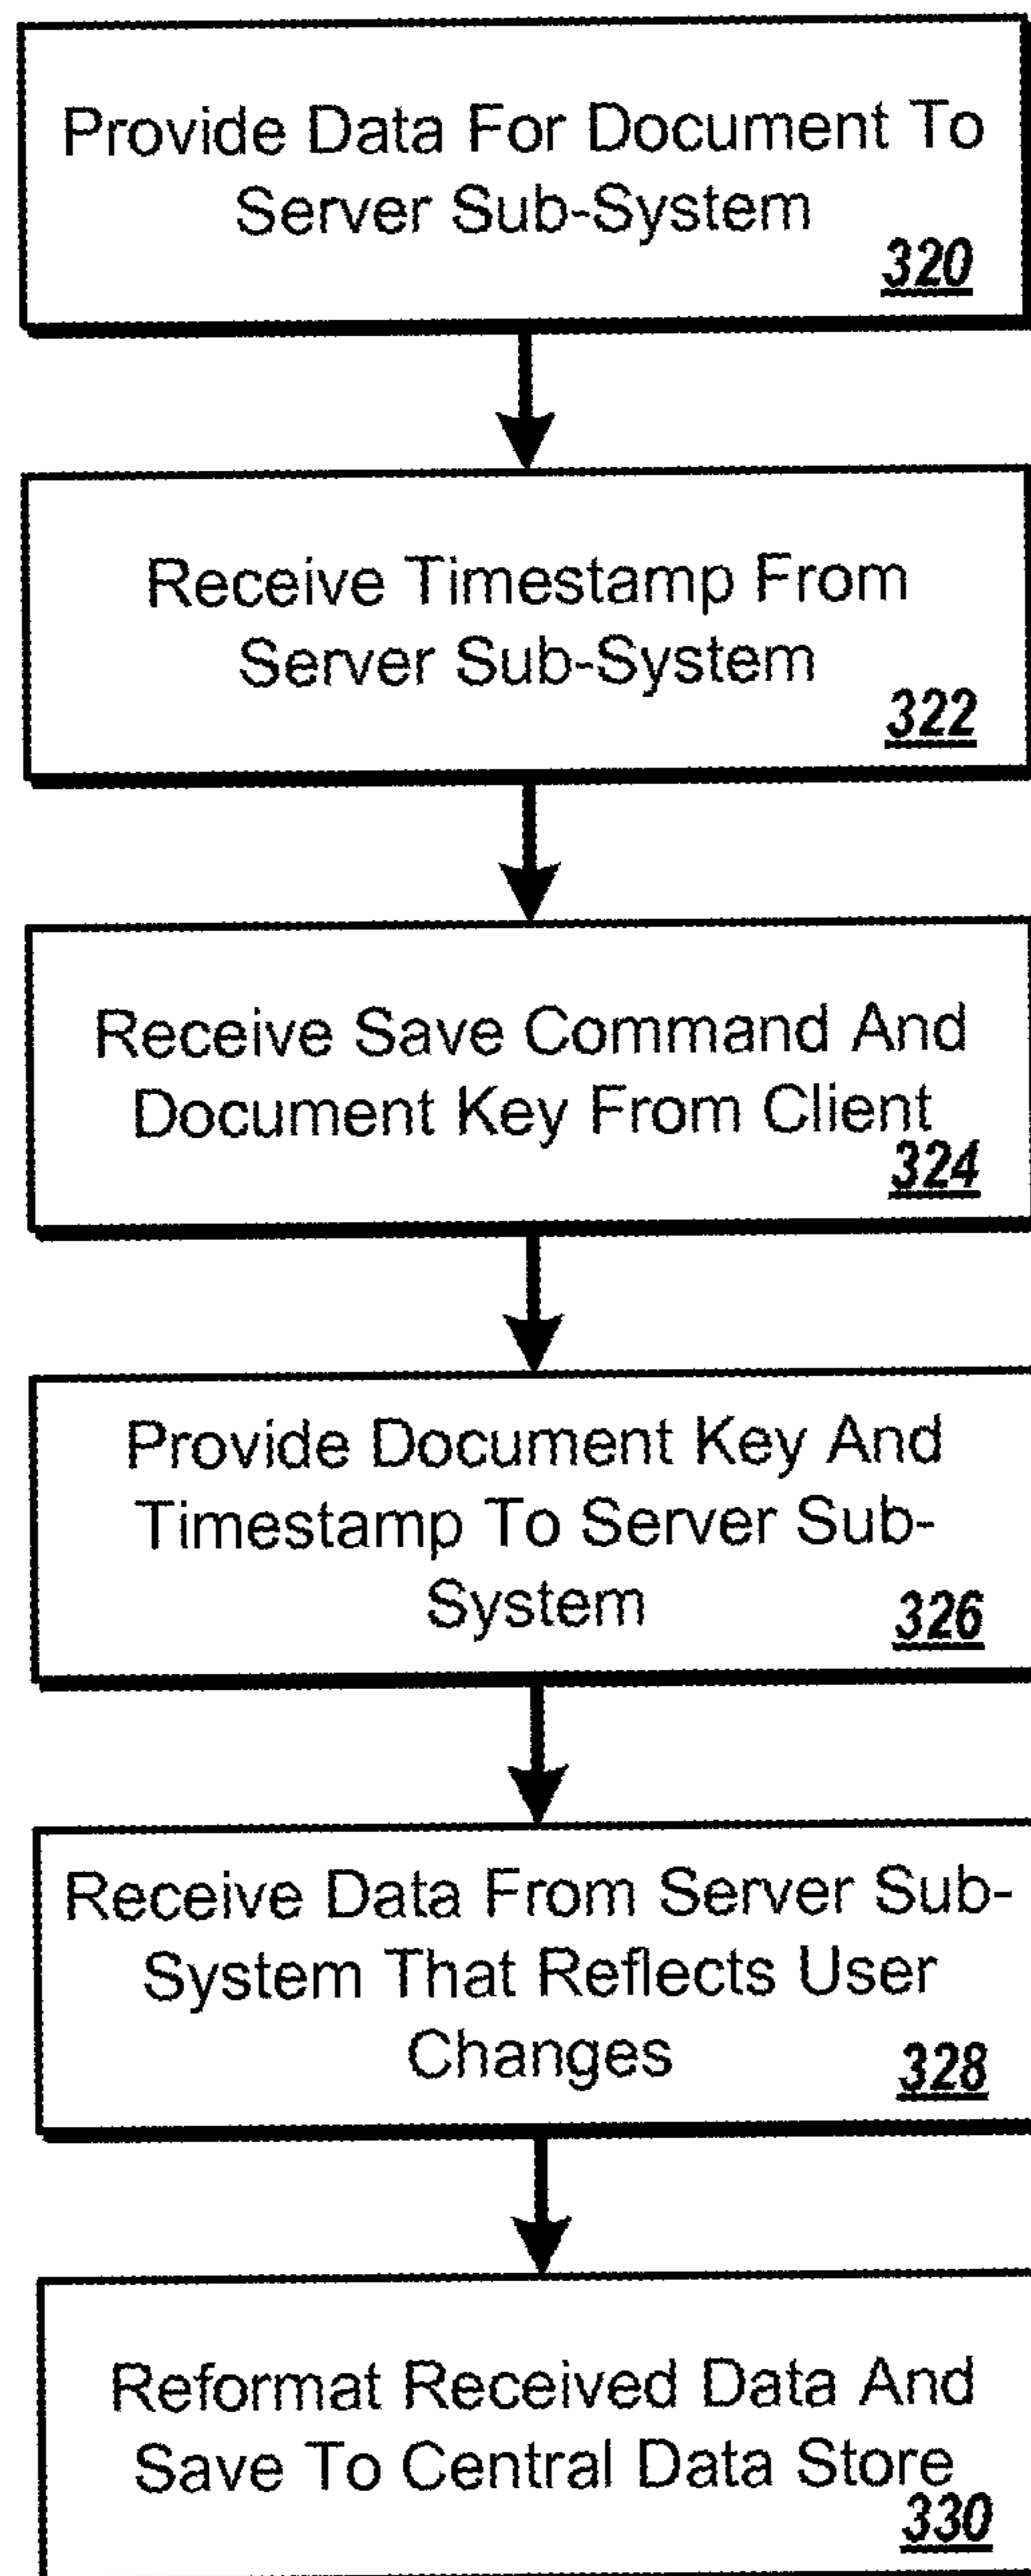 Provide Data For Document To
Server Sub-System
320
Receive Timestamp From
Server Sub-System
322
Receive Save Command And
Document Key From Client
324
Provide Document Key And
Timestamp To Server Sub-
System
326
Receive Data From Server Sub-
System That Reflects User
Changes
328
Reformat Received Data And
Save To Central Data Store
330